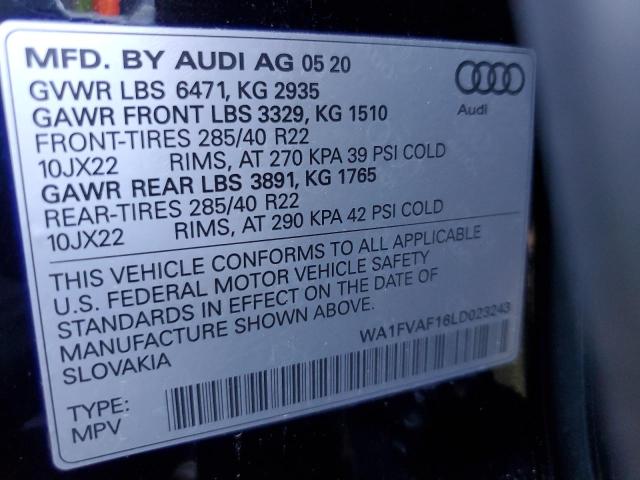 MFD. BY AUDI AG 05 20
GVWR LBS 6471, KG 2935
GAWR FRONT LBS 3329, KG 1510
FRONT-TIRES 285/40 R22
10JX22 RIMS, AT 270 KPA 39 PSI COLD
GAWR REAR LBS 3891, KG 1765
REAR-TIRES 285/40 R22
10JX22 RIMS, AT 290 KPA 42 PSI COLD
Audi
THIS VEHICLE CONFORMS TO ALL APPLICABLE
U.S. FEDERAL MOTOR VEHICLE SAFETY
STANDARDS IN EFFECT ON THE DATE OF
MANUFACTURE SHOWN ABOVE.
SLOVAKIA
WA1FVAF16LD023243
TYPE:
MPV